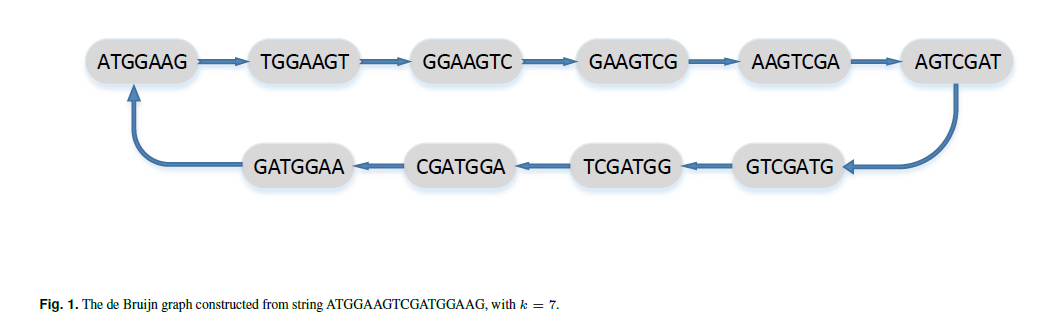 ATGGAAG TGGAAGT GGAAGTC GAAGTCG AAGTCGA AGTCGAT
GATGGAA CGATGGA TCGATGG GTCGATG
Fig. 1. The de Bruijn graph constructed from string ATGGAAGTCGATGGAAG, with k = 7.